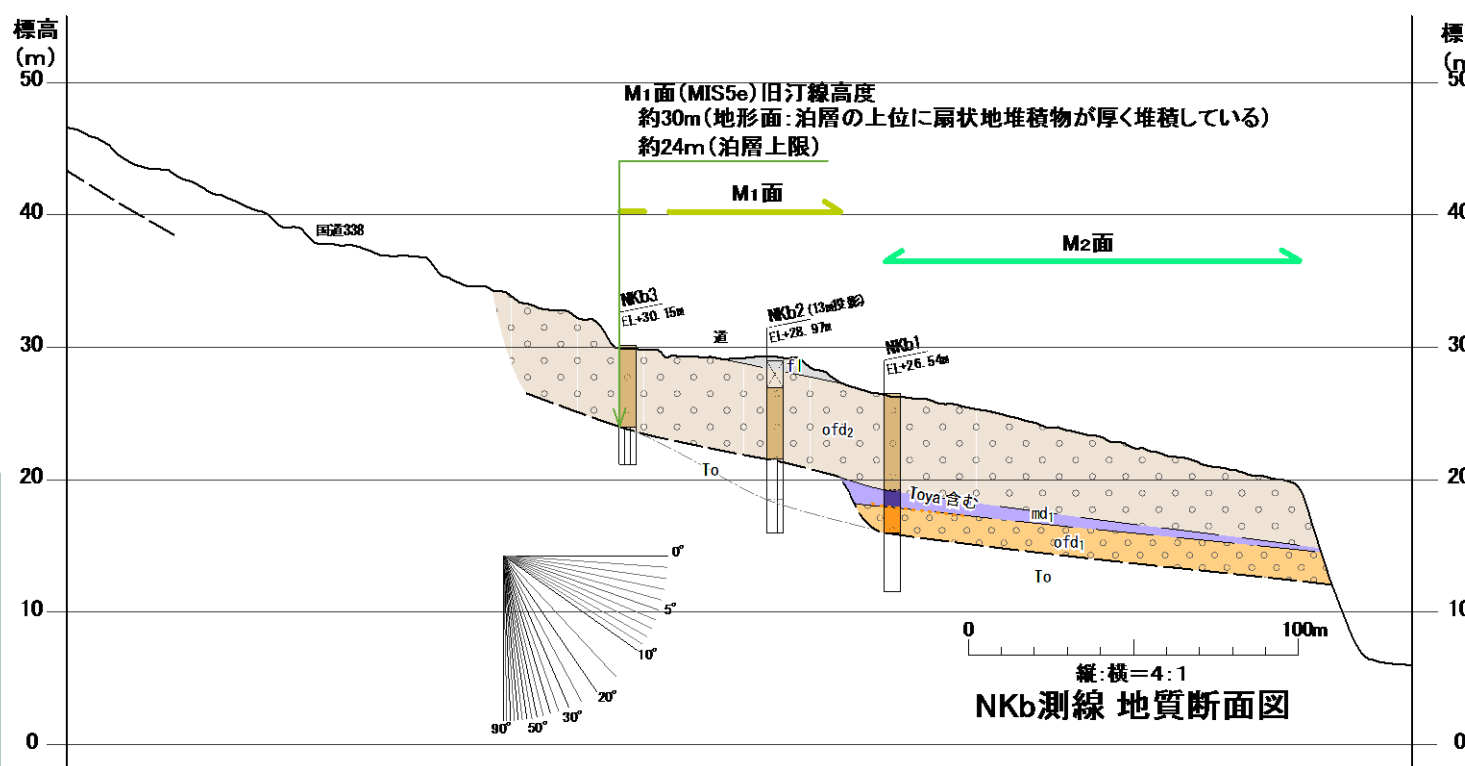 標高
(m)
標
(m
50
50
40
40
30
30
20
20
10
10
0
0
M1面(MIS5e)旧汀線高度
約30m(地形面:泊層の上位に扇状地堆積物が厚く堆積している)
約24m(泊層上限)
M1面
M2面
国道338
NKb3
EL+30.15m
道
NKb2 (13m投影)
EL+28.97m
NKb1
EL+26.54m
fl
ofd2
To
Toya含む
md1
ofd1
To
0°
5°
10°
20°
30°
50°
90°
0
100m
縦:横=4:1
NKb測線 地質断面図